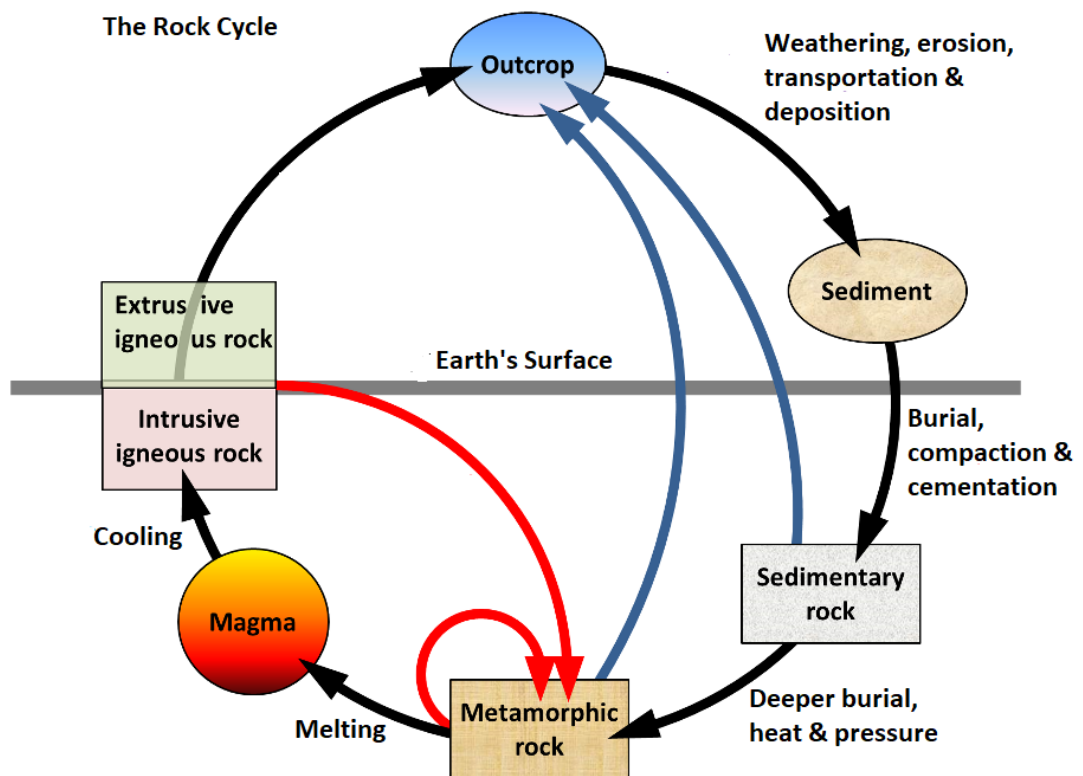 The Rock Cycle
Outcrop
Weathering, erosion,
transportation &
deposition
Sediment
Extrusive
igneous rock
Earth's Surface
Intrusive
igneous rock
Burial,
compaction &
cementation
Cooling
Sedimentary
rock
Magma
Metamorphic
rock
Deeper burial,
heat & pressure
Melting